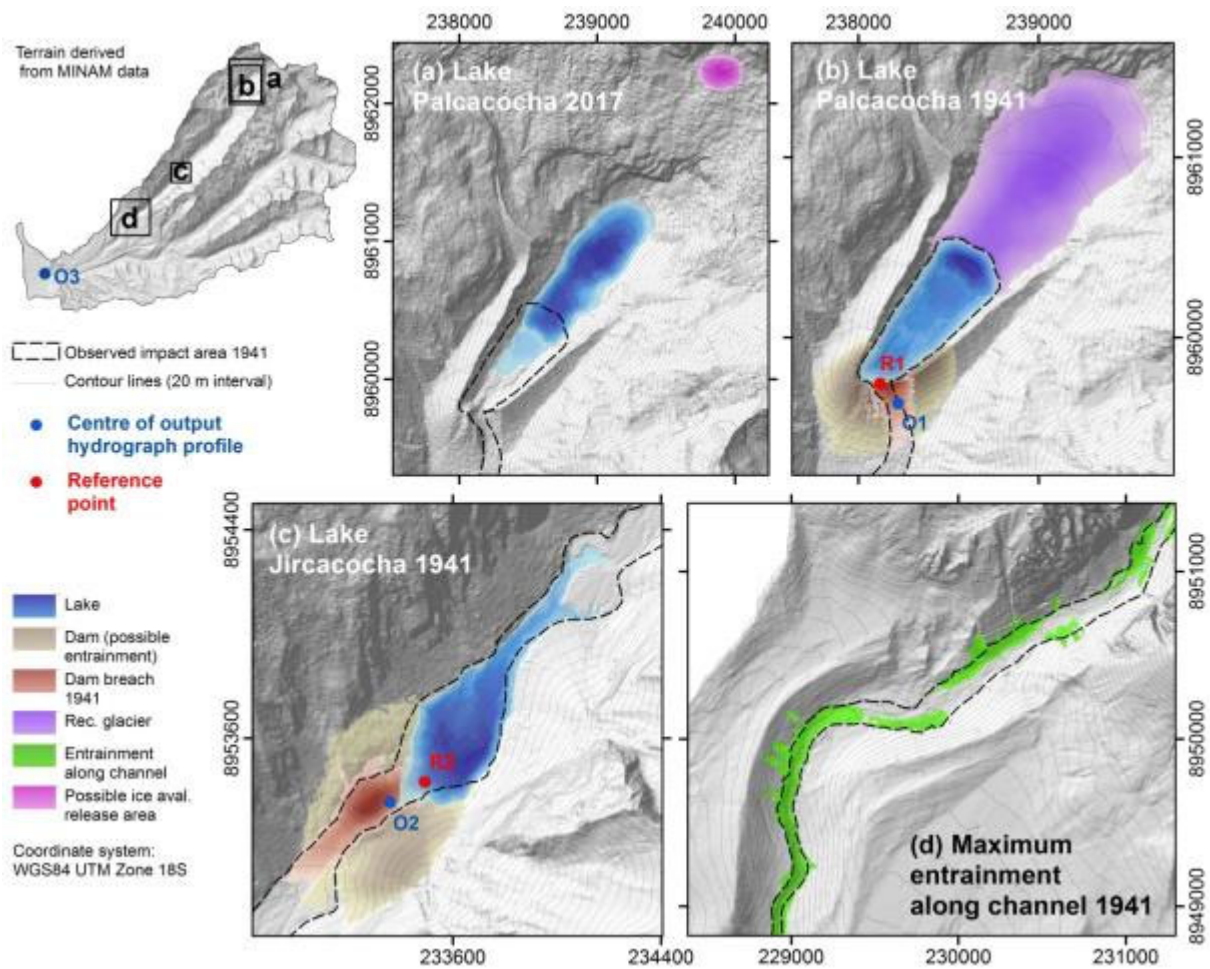 238000
239000
240000
238000
239000
Terrain derived
from MINAM data
a
b
c
d
O3
(a) Lake
Palcacocha 2017
8962000
8961000
8960000
(b) Lake
Palcacocha 1941
8961000
8960000
R1
O1
Observed impact area 1941
Contour lines (20 m interval)
Centre of output
hydrograph profile
Reference
point
Lake
Dam (possible
entrainment)
Dam breach
1941
Rec. glacier
Entrainment
along channel
Possible ice aval.
release area
Coordinate system:
WGS84 UTM Zone 18S
(c) Lake
Jircacocha 1941
8954400
8953600
R2
O2
233600
234400
(d) Maximum
entrainment
along channel 1941
8951000
8950000
8949000
229000
230000
231000